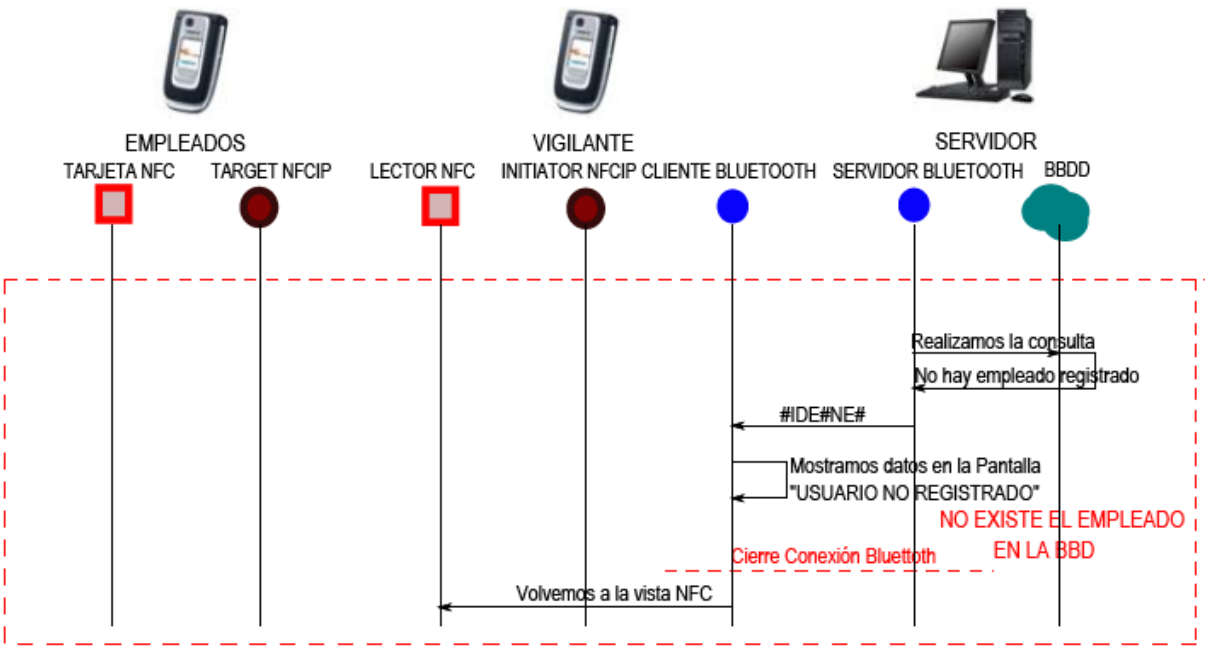 EMPLEADOS
VIGILANTE
SERVIDOR
TARJETA NFC
TARGET NFCIP
LECTOR NFC
INITIATOR NFCIP
CLIENTE BLUETOOTH
SERVIDOR BLUETOOTH
BBDD
Realizamos la consulta
No hay empleado registrado
#IDE#NE#
Mostramos datos en la Pantalla
"USUARIO NO REGISTRADO"
NO EXISTE EL EMPLEADO
EN LA BBD
Cierre Conexión Bluettoth
Volvemos a la vista NFC